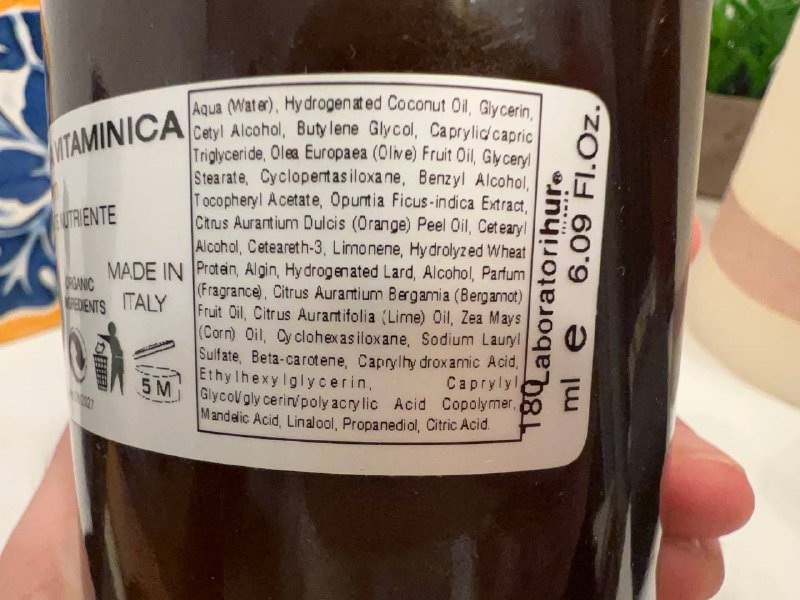 VITAMINICA
NUTRIENTE
ORGANIC
MADE IN
ITALY
5 M
Aqua (Water), Hydrogenated Coconut Oil, Glycerin,
Cetyl Alcohol, Butylene Glycol, Caprylic/capric
Triglyceride, Olea Europaea (Olive) Fruit Oil, Glyceryl
Stearate, Cyclopentasiloxane, Benzyl Alcohol,
Tocopheryl Acetate, Opuntia Ficus-indica Extract,
Citrus Aurantium Dulcis (Orange) Peel Oil, Cetearyl
Alcohol, Ceteareth-3, Limonene, Hydrolyzed Wheat
Protein, Algin, Hydrogenated Lard, Alcohol, Parfum
(Fragrance), Citrus Aurantium Bergamia (Bergamot)
Fruit Oil, Citrus Aurantifolia (Lime) Oil, Zea Mays
(Corn) Oil, Cyclohexasiloxane, Sodium Lauryl
Sulfate, Beta-carotene, Caprylhydroxamic Acid,
Ethylhexylglycerin, Caprylyl
Glycol/glycerin/polyacrylic Acid Copolymer,
Mandelic Acid, Linalool, Propanediol, Citric Acid.
Laboratorihur®
FIRENZE
180 ml e 6.09 Fl.Oz.